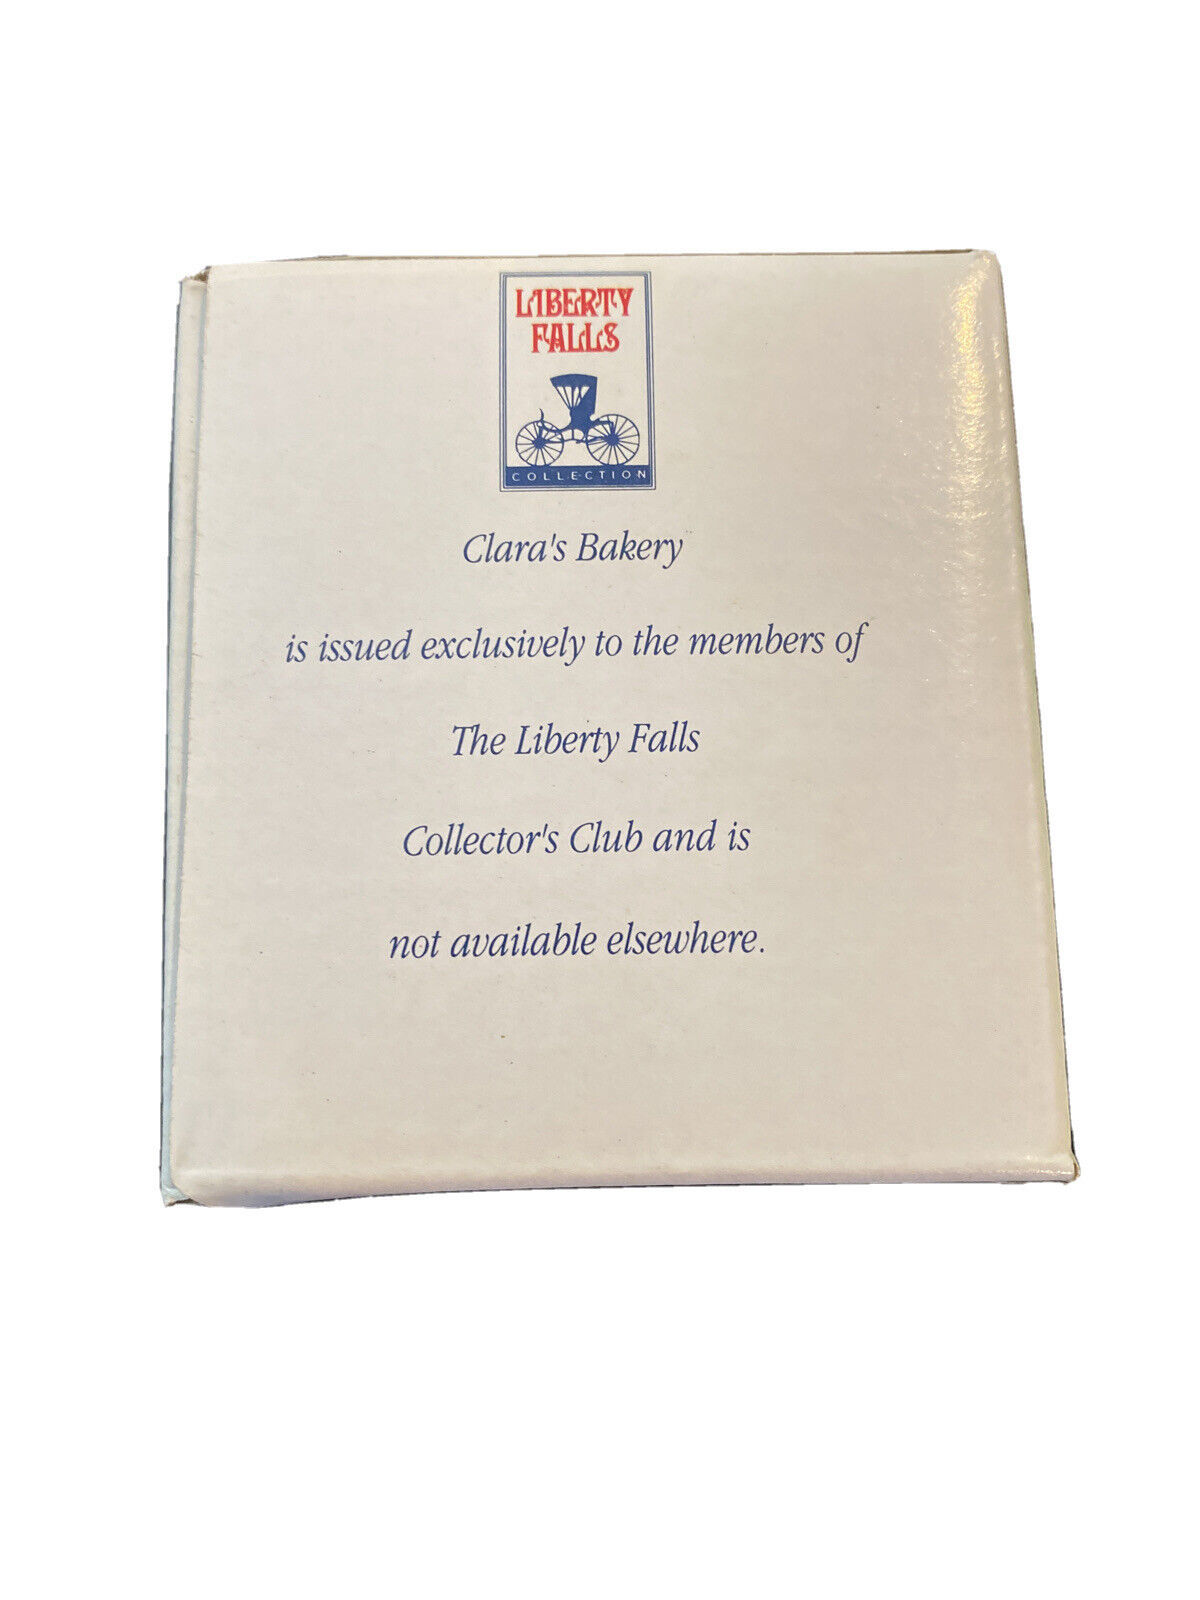 LIBERTY
FALLS
COLLECTION
Clara's Bakery
is issued exclusively to the members of
The Liberty Falls
Collector's Club and is
not available elsewhere.